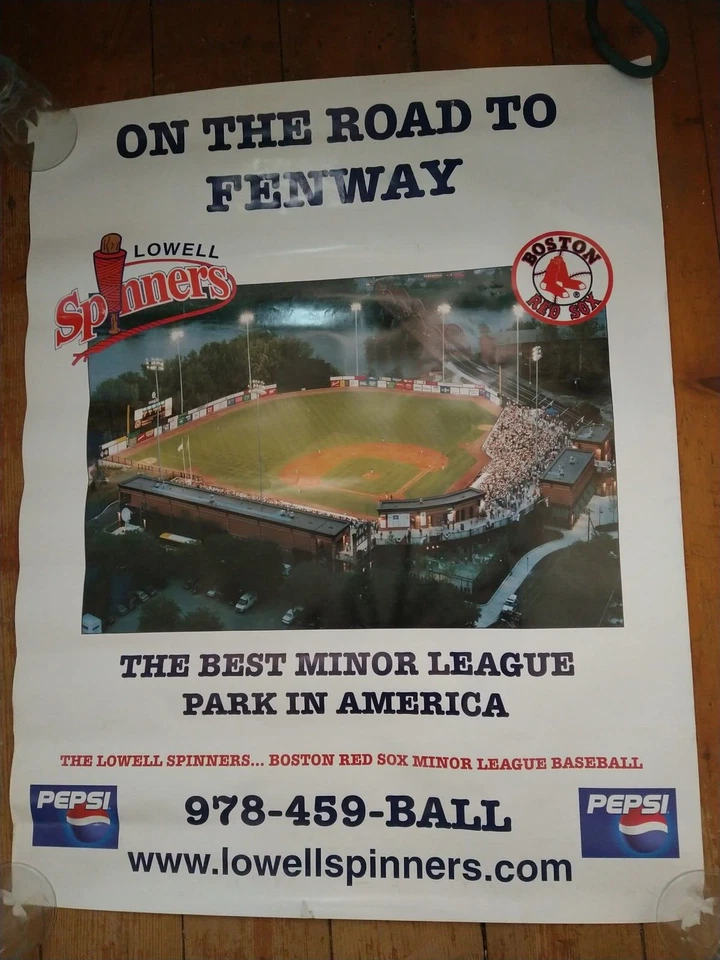 ON THE ROAD TO
FENWAY
LOWELL
Spinners
BOSTON
RED SOX
®
THE BEST MINOR LEAGUE
PARK IN AMERICA
THE LOWELL SPINNERS... BOSTON RED SOX MINOR LEAGUE BASEBALL
PEPSI
978-459-BALL
PEPSI
www.lowellspinners.com